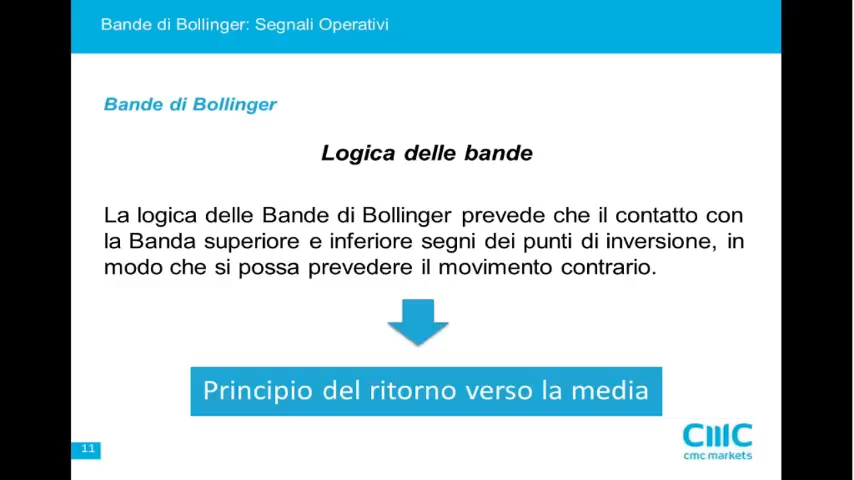 Bande di Bollinger: Segnali Operativi
Bande di Bollinger
Logica delle bande
La logica delle Bande di Bollinger prevede che il contatto con
la Banda superiore e inferiore segni dei punti di inversione, in
modo che si possa prevedere il movimento contrario.
Principio del ritorno verso la media
CMC
cmc markets
11